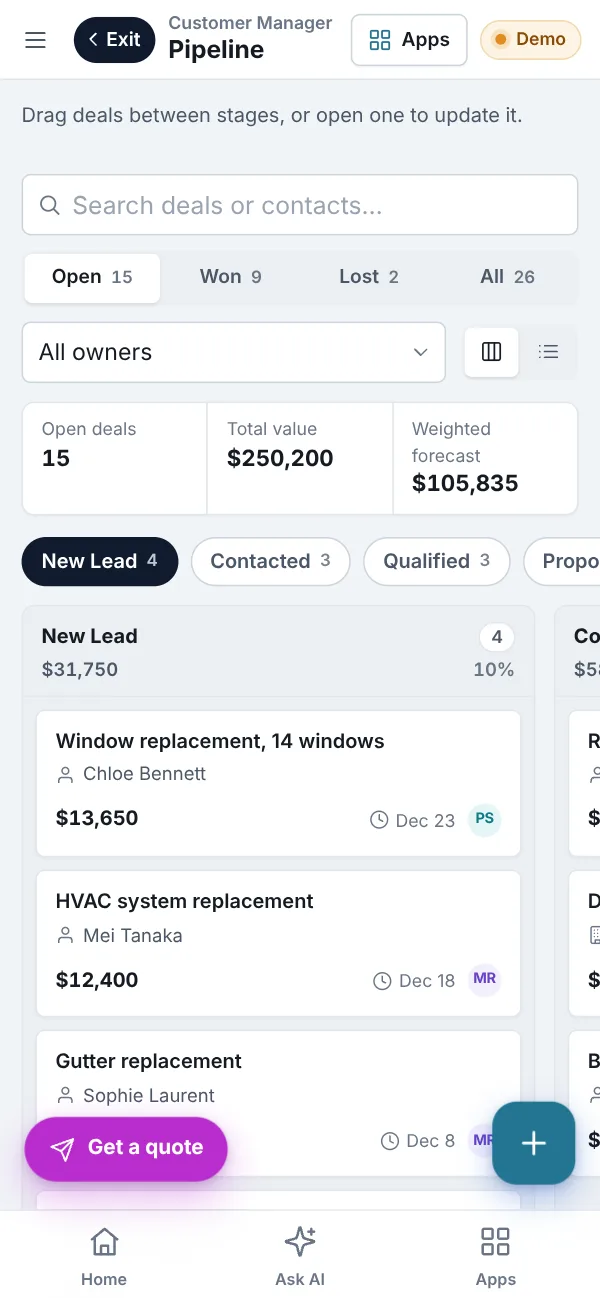 Exit
Customer Manager
Pipeline
Apps
Demo
Drag deals between stages, or open one to update it.
Search deals or contacts...
Open 15
Won 9
Lost 2
All 26
All owners
Open deals
15
Total value
$250,200
Weighted
forecast
$105,835
New Lead 4
Contacted 3
Qualified 3
Propo
New Lead
4
$31,750
10%
Co
$5
Window replacement, 14 windows
Chloe Bennett
$13,650
Dec 23
PS
R
$
HVAC system replacement
Mei Tanaka
$12,400
Dec 18
MR
D
$
Gutter replacement
Sophie Laurent
Dec 8
MR
B
$
Get a quote
Home
Ask AI
Apps